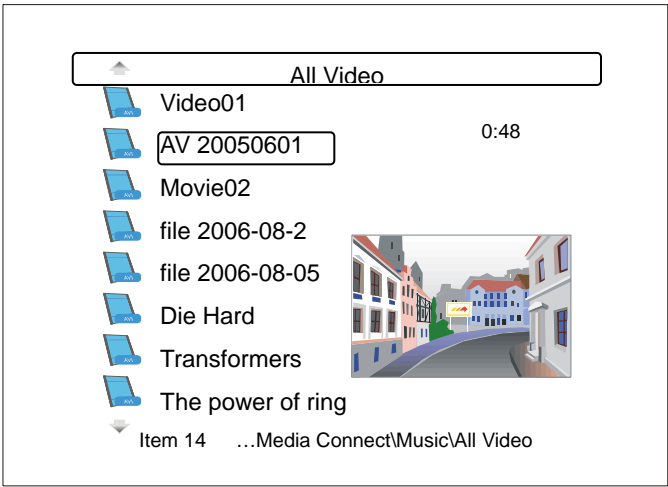 All Video
Video01
0:48
AV 20050601
Movie02
file 2006-08-2
file 2006-08-05
Die Hard
Transformers
The power of ring
Item 14 …Media Connect\Music\All Video